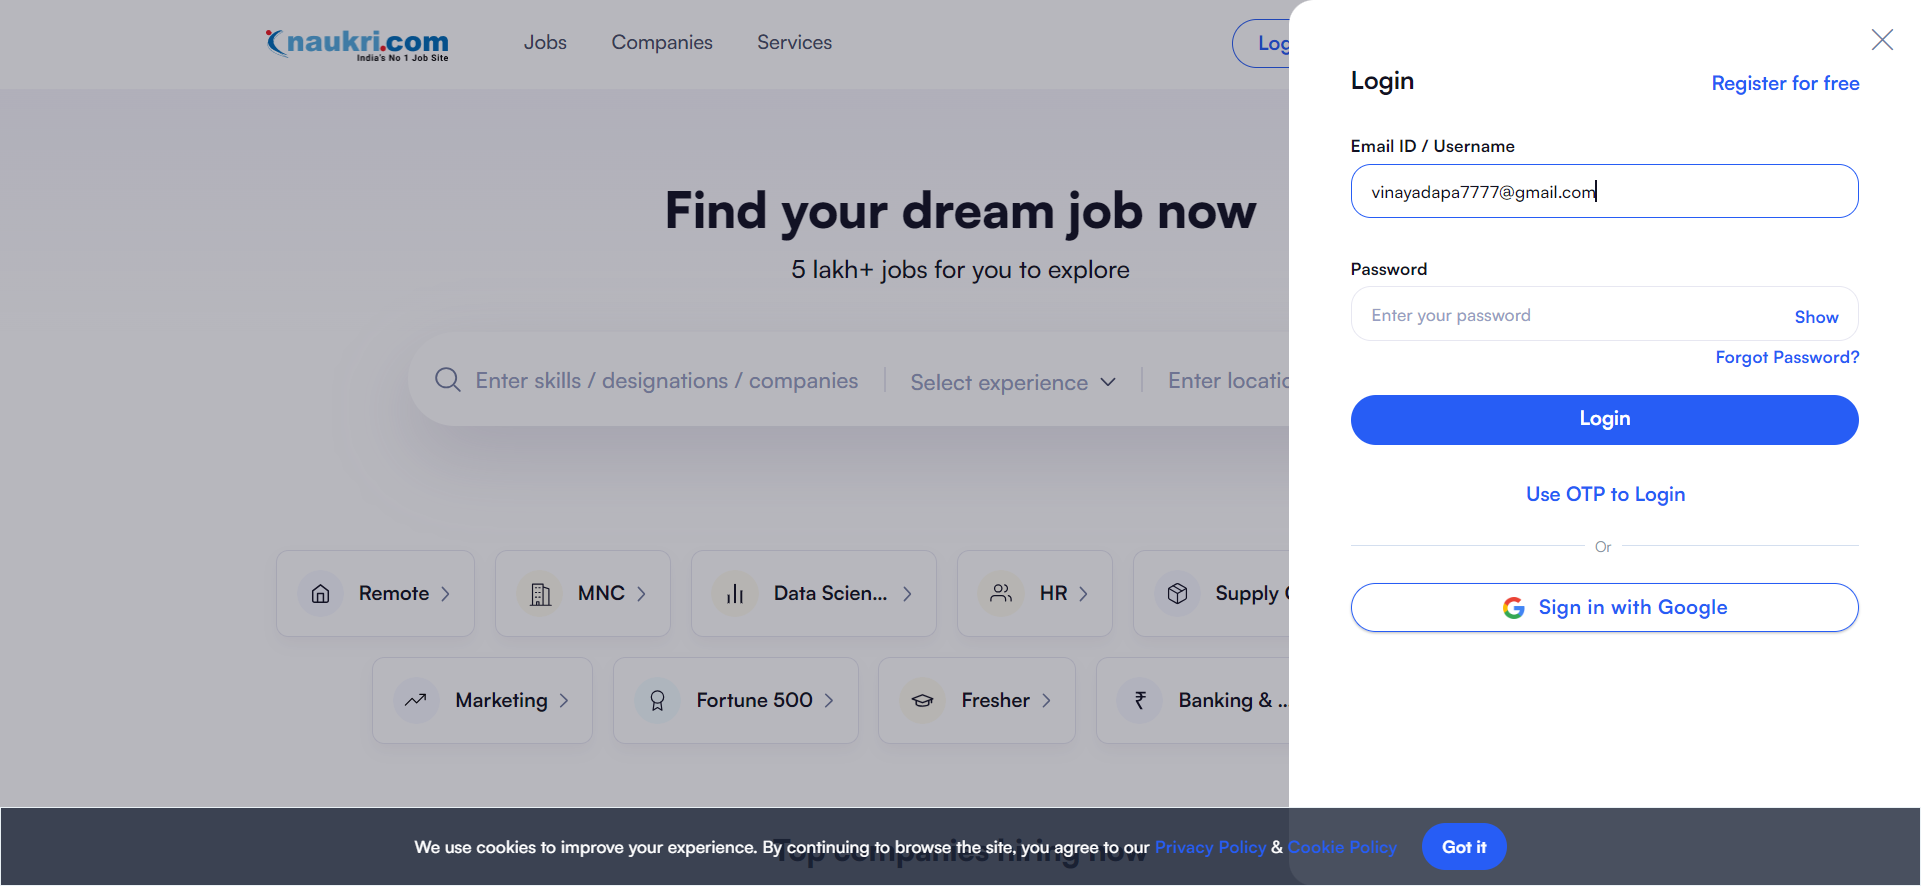 naukri.com
India's No 1 Job Site
Jobs
Companies
Services
Log
Find your dream job now
5 lakh+ jobs for you to explore
Enter skills / designations / companies
Select experience
Enter locatio
Remote
MNC
Data Scien...
HR
Supply C
Marketing
Fortune 500
Fresher
Banking & ...
Login
Register for free
Email ID / Username
vinayadapa7777@gmail.com
Password
Enter your password
Show
Forgot Password?
Login
Use OTP to Login
Or
Sign in with Google
Top companies hiring now
We use cookies to improve your experience. By continuing to browse the site, you agree to our Privacy Policy & Cookie Policy
Got it